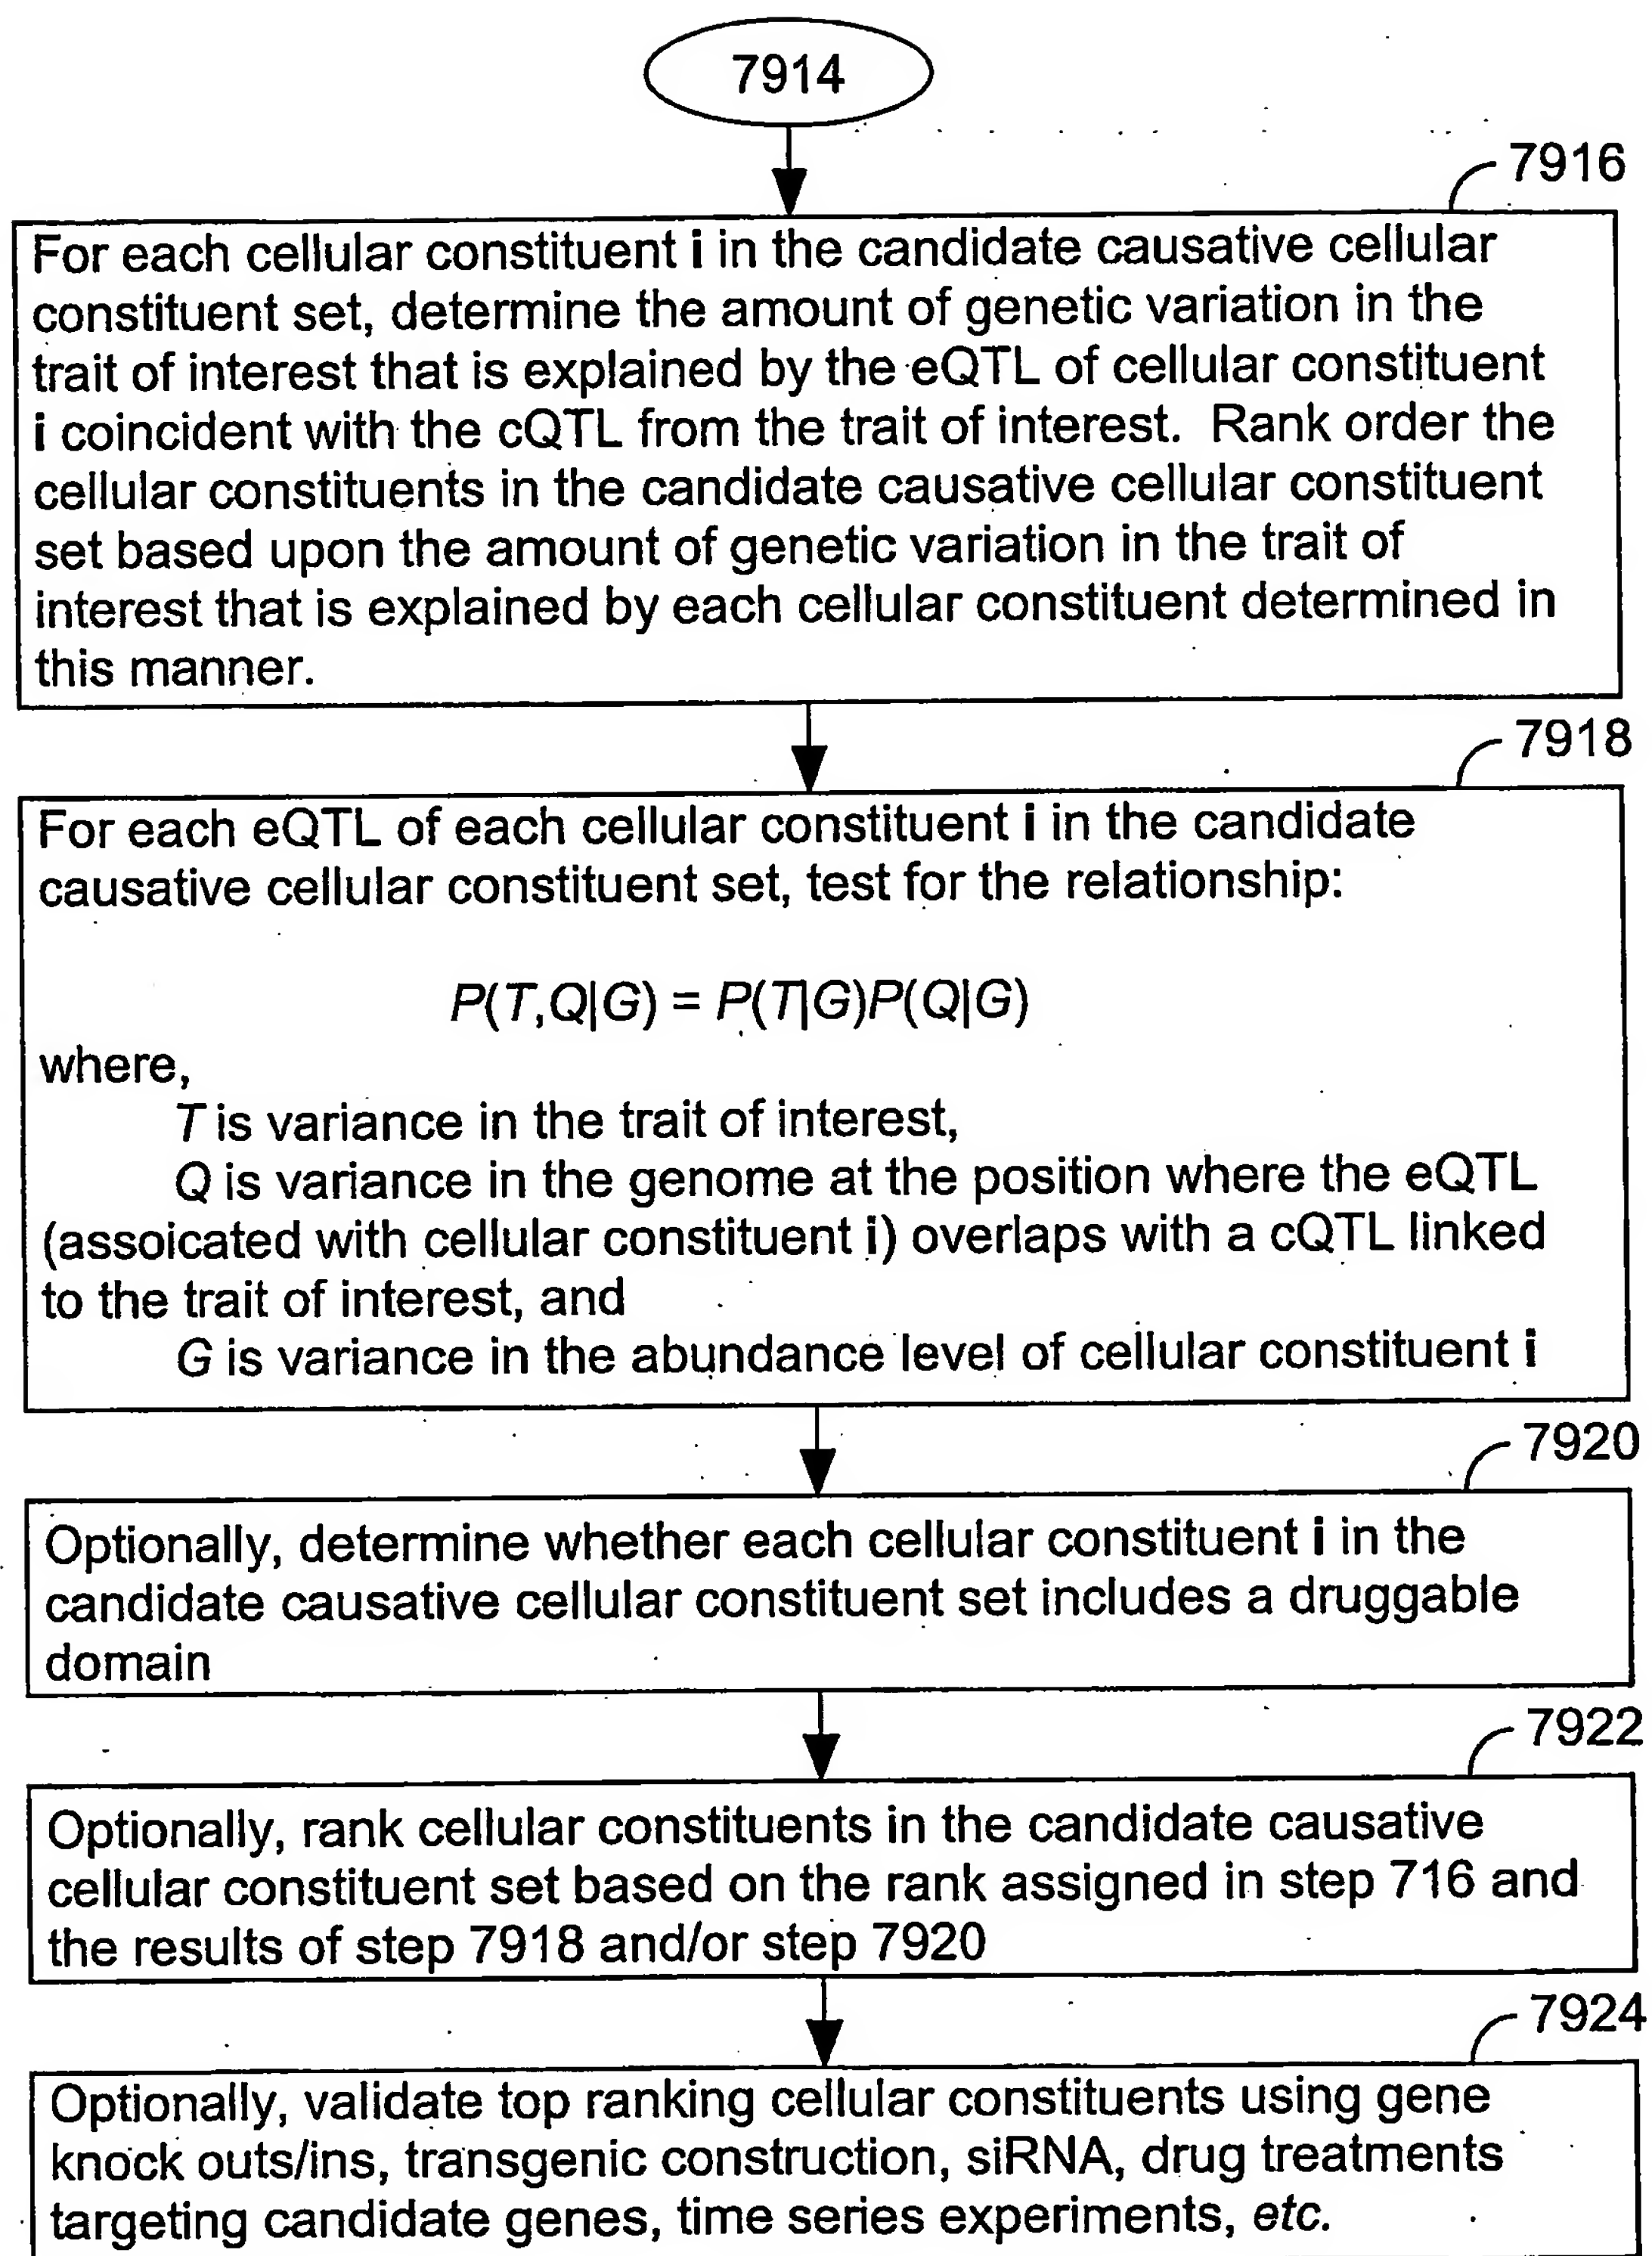 7914
7916
For each cellular constituent i in the candidate causative cellular
constituent set, determine the amount of genetic variation in the
trait of interest that is explained by the eQTL of cellular constituent
i coincident with the cQTL from the trait of interest. Rank order the
cellular constituents in the candidate causative cellular constituent
set based upon the amount of genetic variation in the trait of
interest that is explained by each cellular constituent determined in
this manner.
7918
For each eQTL of each cellular constituent i in the candidate
causative cellular constituent set, test for the relationship:
P(T,Q|G) = P(T|G)P(Q|G)
where,
T is variance in the trait of interest,
Q is variance in the genome at the position where the eQTL
(assoicated with cellular constituent i) overlaps with a cQTL linked
to the trait of interest, and
G is variance in the abundance level of cellular constituent i
7920
Optionally, determine whether each cellular constituent i in the
candidate causative cellular constituent set includes a druggable
domain
7922
Optionally, rank cellular constituents in the candidate causative
cellular constituent set based on the rank assigned in step 716 and
the results of step 7918 and/or step 7920
7924
Optionally, validate top ranking cellular constituents using gene
knock outs/ins, transgenic construction, siRNA, drug treatments
targeting candidate genes, time series experiments, etc.